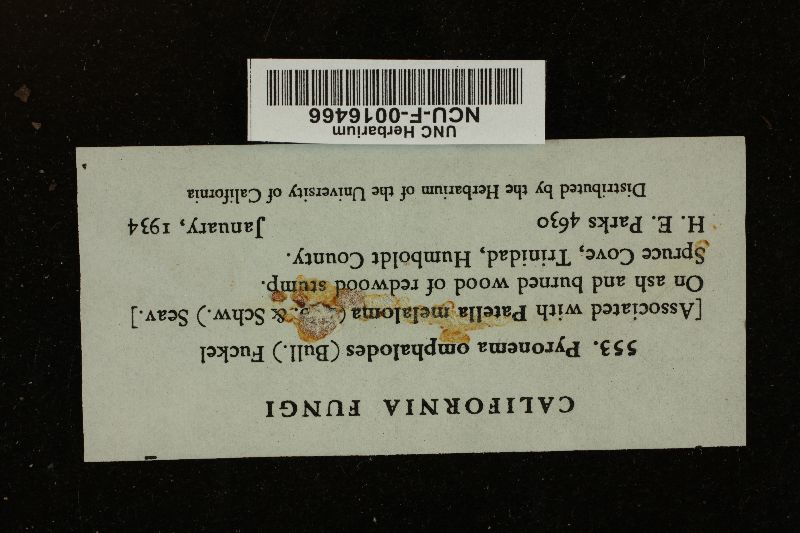 CALIFORNIA FUNGI
553. Pyronema omphalodes (Bull.) Fuckel
[Associated with Patella melaloma ( & Schw.) Seav.]
On ash and burned wood of redwood stump.
Spruce Cove, Trinidad, Humboldt County.
H. E. Parks 4630 January, 1934
Distributed by the Herbarium of the University of California
UNC Herbarium
NCU-F-0016466